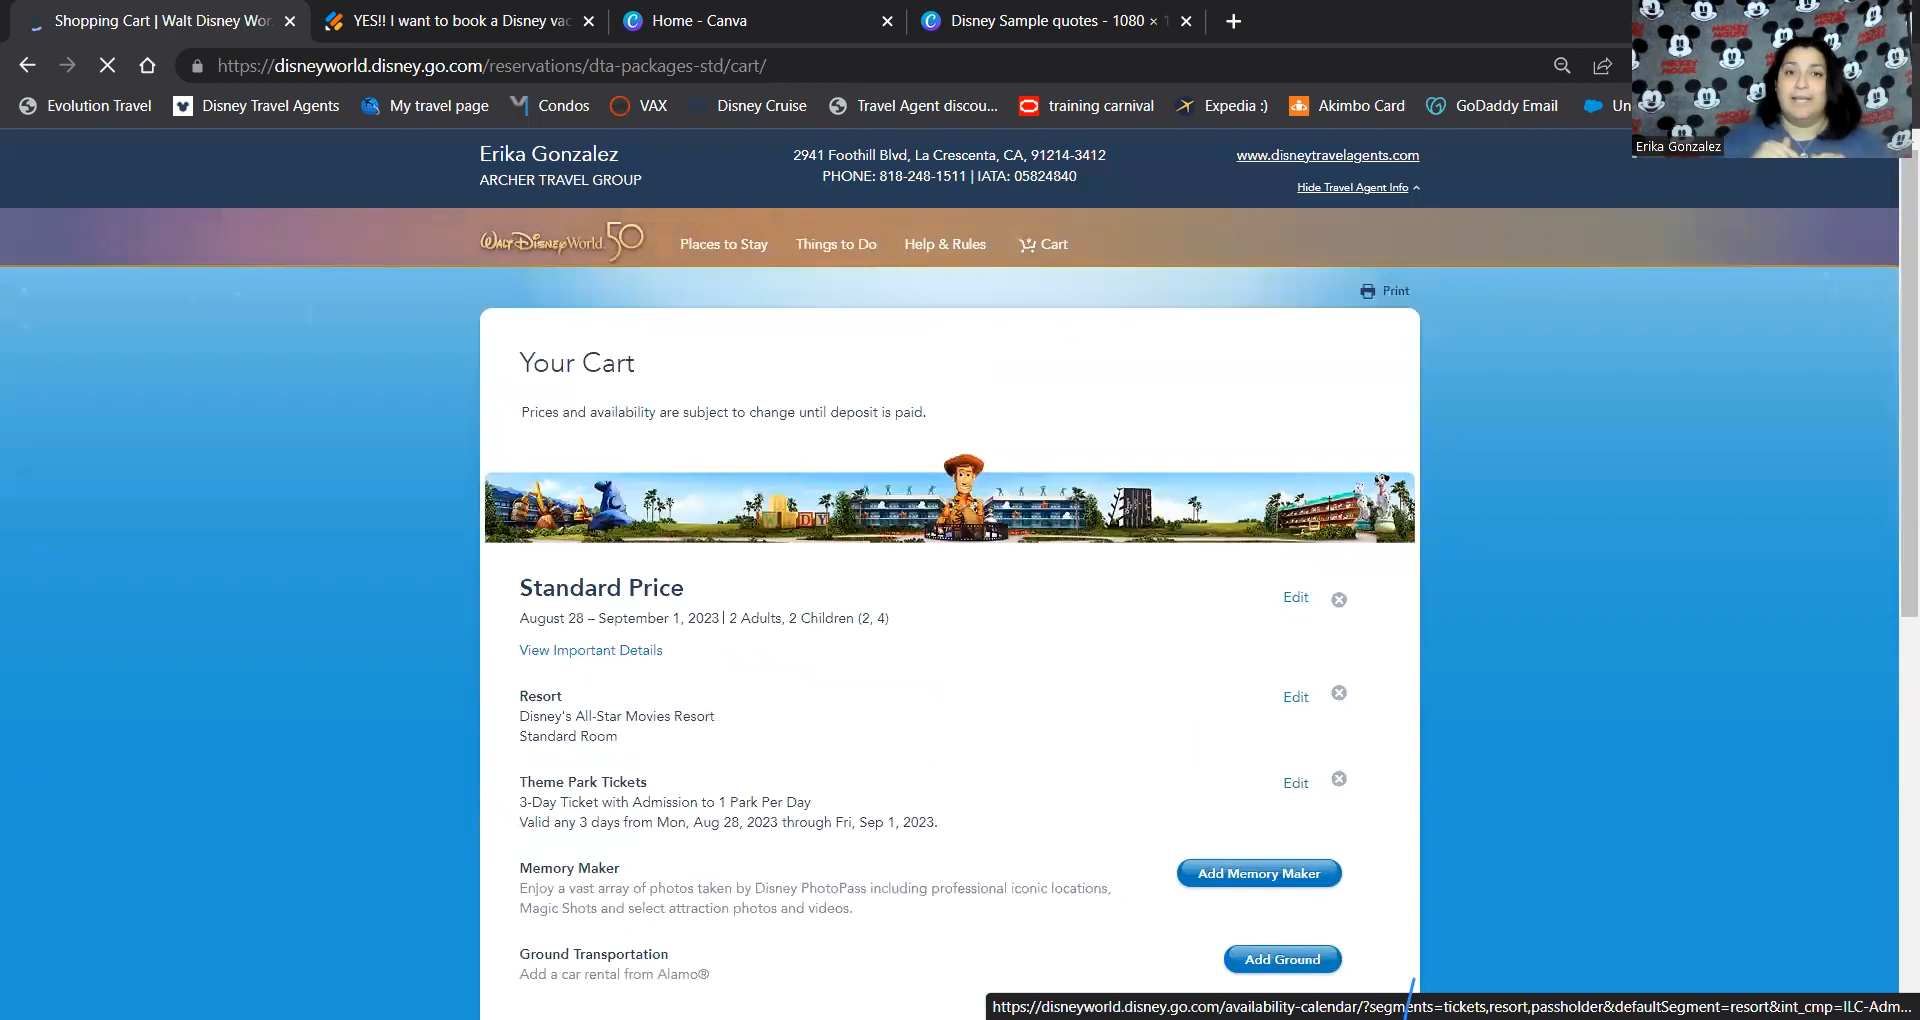 Shopping Cart | Walt Disney Wor
YES!! I want to book a Disney vac
Home - Canva
Disney Sample quotes - 1080 × 1
https://disneyworld.disney.go.com/reservations/dta-packages-std/cart/
Evolution Travel
Disney Travel Agents
My travel page
Condos
VAX
Disney Cruise
Travel Agent discou...
training carnival
Expedia :)
Akimbo Card
GoDaddy Email
Un
Erika Gonzalez
Erika Gonzalez
ARCHER TRAVEL GROUP
2941 Foothill Blvd, La Crescenta, CA, 91214-3412
PHONE: 818-248-1511 | IATA: 05824840
www.disneytravelagents.com
Hide Travel Agent Info
Walt Disney World 50
Places to Stay
Things to Do
Help & Rules
Cart
Print
Your Cart
Prices and availability are subject to change until deposit is paid.
Standard Price
Edit
August 28 – September 1, 2023 | 2 Adults, 2 Children (2, 4)
View Important Details
Resort
Edit
Disney's All-Star Movies Resort
Standard Room
Theme Park Tickets
Edit
3-Day Ticket with Admission to 1 Park Per Day
Valid any 3 days from Mon, Aug 28, 2023 through Fri, Sep 1, 2023.
Memory Maker
Add Memory Maker
Enjoy a vast array of photos taken by Disney PhotoPass including professional iconic locations,
Magic Shots and select attraction photos and videos.
Ground Transportation
Add Ground
Add a car rental from Alamo®
https://disneyworld.disney.go.com/availability-calendar/?segments=tickets,resort,passholder&defaultSegment=resort&int_cmp=ILC-Adm...